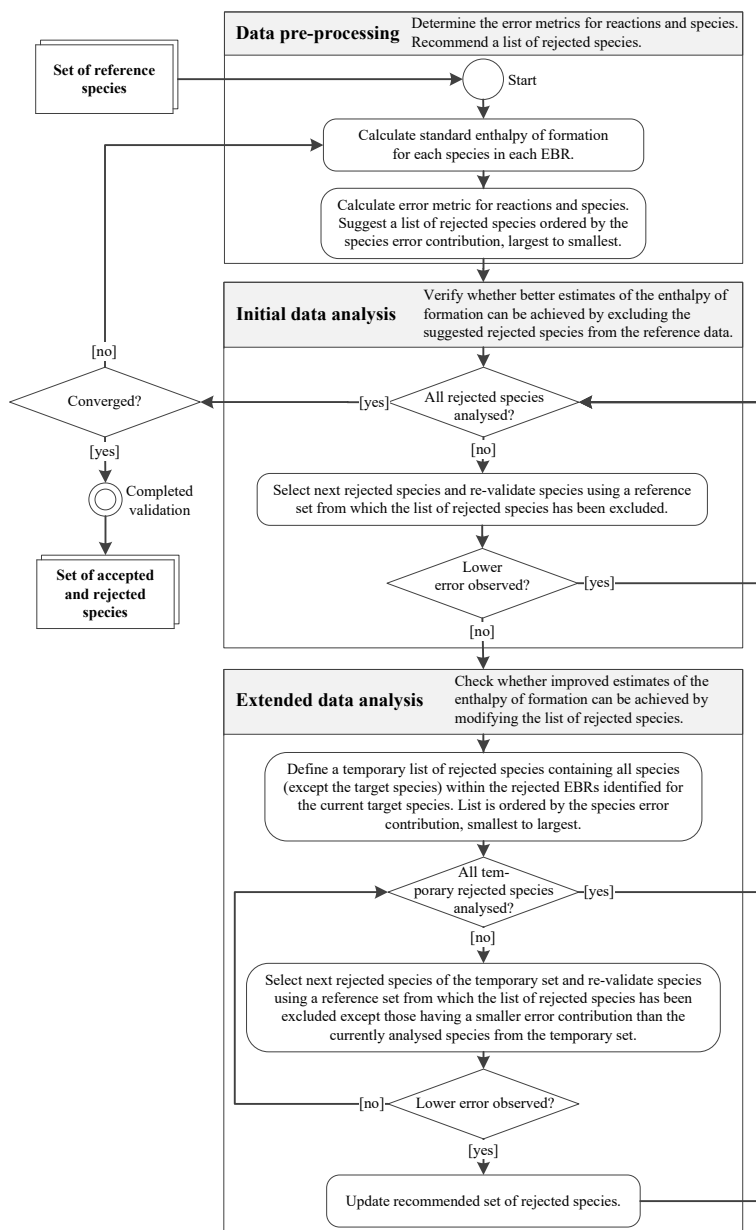 Data pre-processing
Determine the error metrics for reactions and species.
Recommend a list of rejected species.
Set of reference
species
Start
Calculate standard enthalpy of formation
for each species in each EBR.
Calculate error metric for reactions and species.
Suggest a list of rejected species ordered by the
species error contribution, largest to smallest.
Initial data analysis
Verify whether better estimates of the enthalpy of
formation can be achieved by excluding the
suggested rejected species from the reference data.
[no]
Converged?
[yes]
All rejected species
analysed?
[yes]
[no]
Completed
validation
Select next rejected species and re-validate species using a reference
set from which the list of rejected species has been excluded.
Set of accepted
and rejected
species
Lower
error observed?
[yes]
[no]
Extended data analysis
Check whether improved estimates of the
enthalpy of formation can be achieved by
modifying the list of rejected species.
Define a temporary list of rejected species containing all species
(except the target species) within the rejected EBRs identified for
the current target species. List is ordered by the species error
contribution, smallest to largest.
All tem-
porary rejected species
analysed?
[yes]
[no]
Select next rejected species of the temporary set and re-validate species
using a reference set from which the list of rejected species has been
excluded except those having a smaller error contribution than the
currently analysed species from the temporary set.
[no]
Lower error observed?
[yes]
Update recommended set of rejected species.